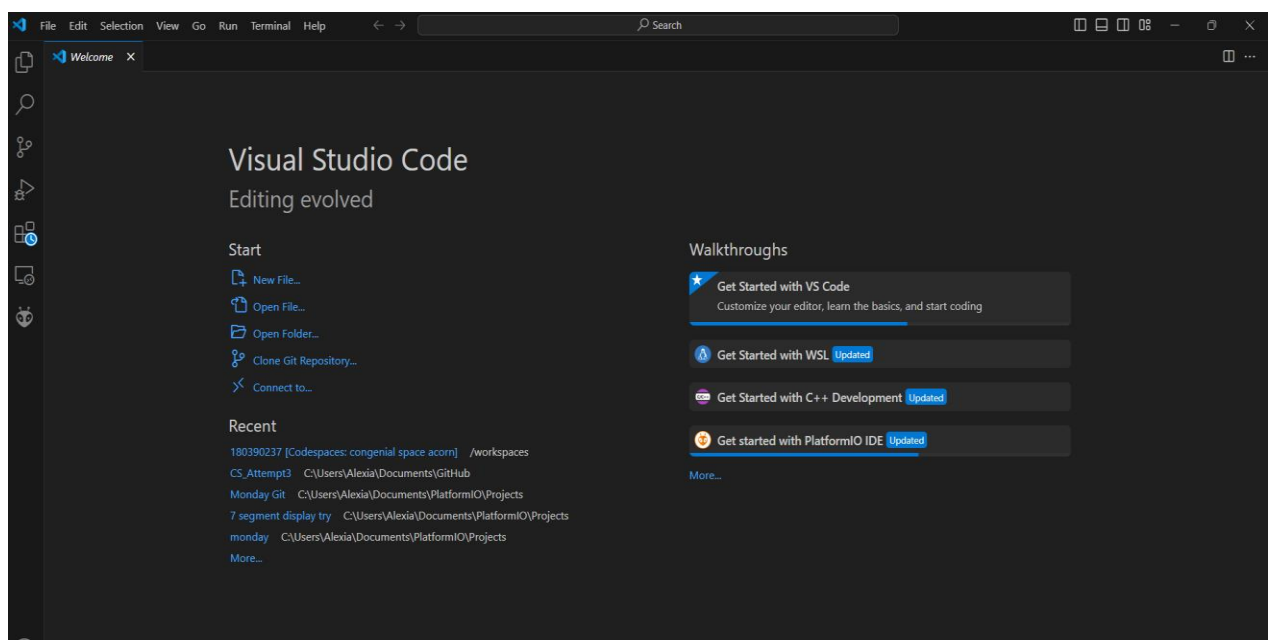 File Edit Selection View Go Run Terminal Help Search
Welcome
Visual Studio Code
Editing evolved
Start
New File...
Open File...
Open Folder...
Clone Git Repository...
Connect to...
Recent
180390237 [Codespaces: congenial space acorn] /workspaces
CS_Attempt3 C:\Users\Alexia\Documents\GitHub
Monday Git C:\Users\Alexia\Documents\PlatformIO\Projects
7 segment display try C:\Users\Alexia\Documents\PlatformIO\Projects
monday C:\Users\Alexia\Documents\PlatformIO\Projects
More...
Walkthroughs
Get Started with VS Code
Customize your editor, learn the basics, and start coding
Get Started with WSL Updated
Get Started with C++ Development Updated
Get started with PlatformIO IDE Updated
More...